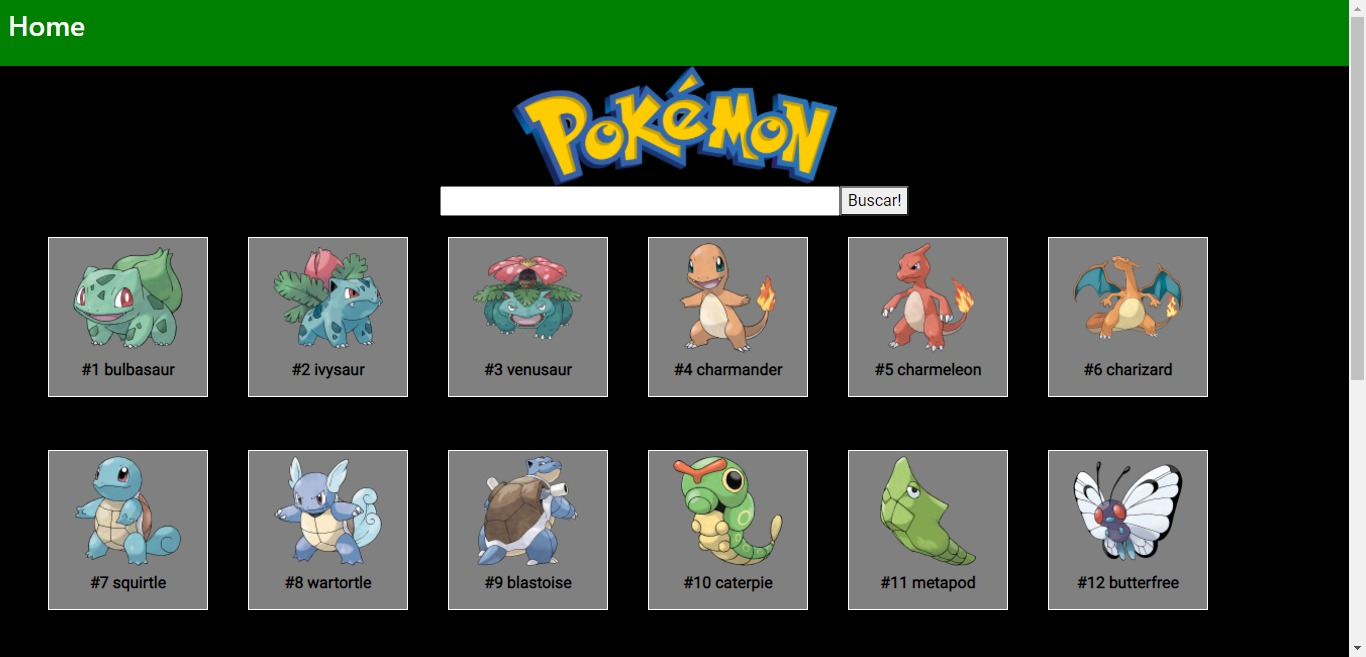 Home
POKéMON
Buscar!
#1 bulbasaur
#2 ivysaur
#3 venusaur
#4 charmander
#5 charmeleon
#6 charizard
#7 squirtle
#8 wartortle
#9 blastoise
#10 caterpie
#11 metapod
#12 butterfree